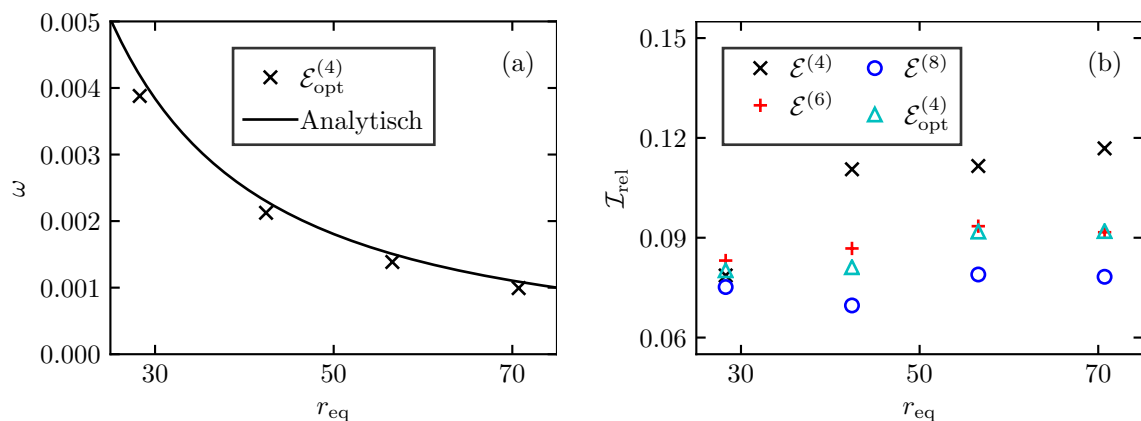 0.005
0.004
0.003
0.002
0.001
0.000
ω
30 50 70
r_eq
(a)
ℰ_opt^(4)
Analytisch
0.15
0.12
0.09
0.06
ℐ_rel
30 50 70
r_eq
(b)
ℰ^(4) ℰ^(8)
ℰ^(6) ℰ_opt^(4)